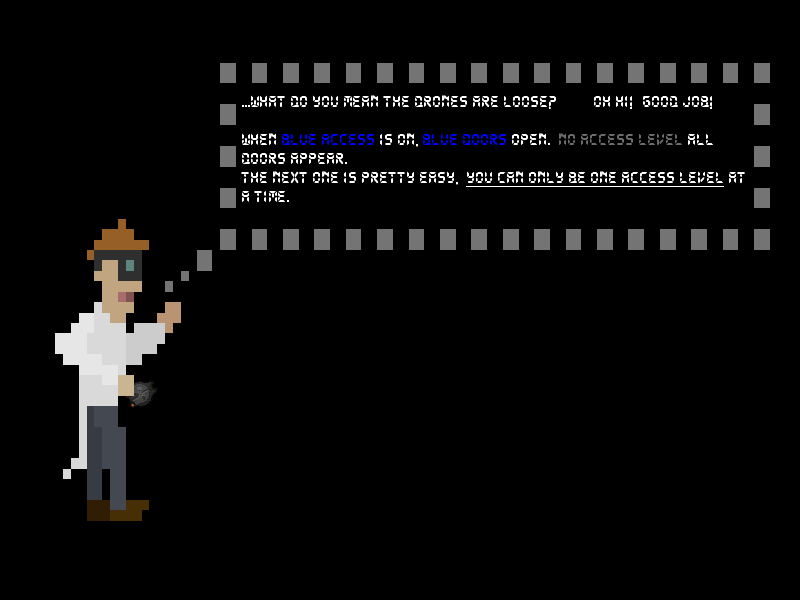 ...WHAT DO YOU MEAN THE DRONES ARE LOOSE? OH HI! GOOD JOB!
WHEN BLUE ACCESS IS ON, BLUE DOORS OPEN. NO ACCESS LEVEL ALL
DOORS APPEAR.
THE NEXT ONE IS PRETTY EASY, YOU CAN ONLY BE ONE ACCESS LEVEL AT
A TIME.